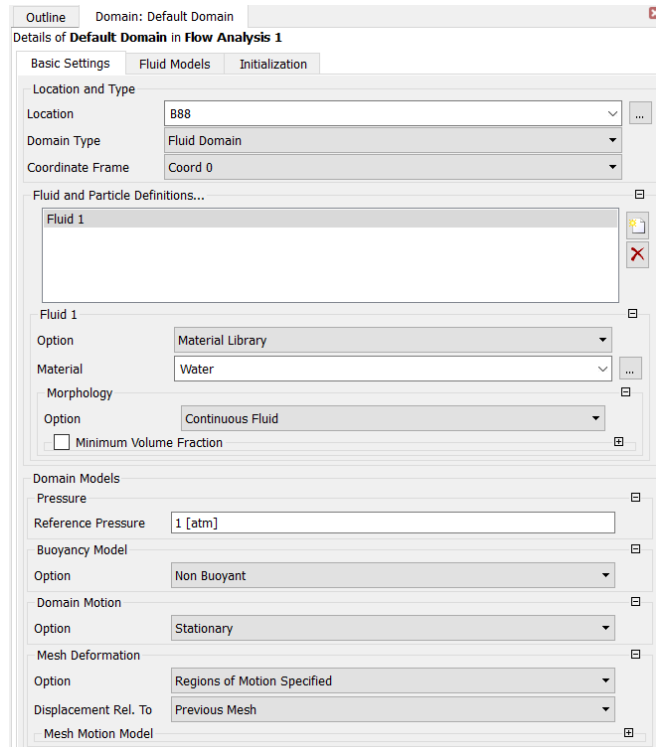 Outline Domain: Default Domain
Details of Default Domain in Flow Analysis 1
Basic Settings Fluid Models Initialization
Location and Type
Location B88 ...
Domain Type Fluid Domain
Coordinate Frame Coord 0
Fluid and Particle Definitions...
Fluid 1
Fluid 1
Option Material Library
Material Water ...
Morphology
Option Continuous Fluid
Minimum Volume Fraction
Domain Models
Pressure
Reference Pressure 1 [atm]
Buoyancy Model
Option Non Buoyant
Domain Motion
Option Stationary
Mesh Deformation
Option Regions of Motion Specified
Displacement Rel. To Previous Mesh
Mesh Motion Model